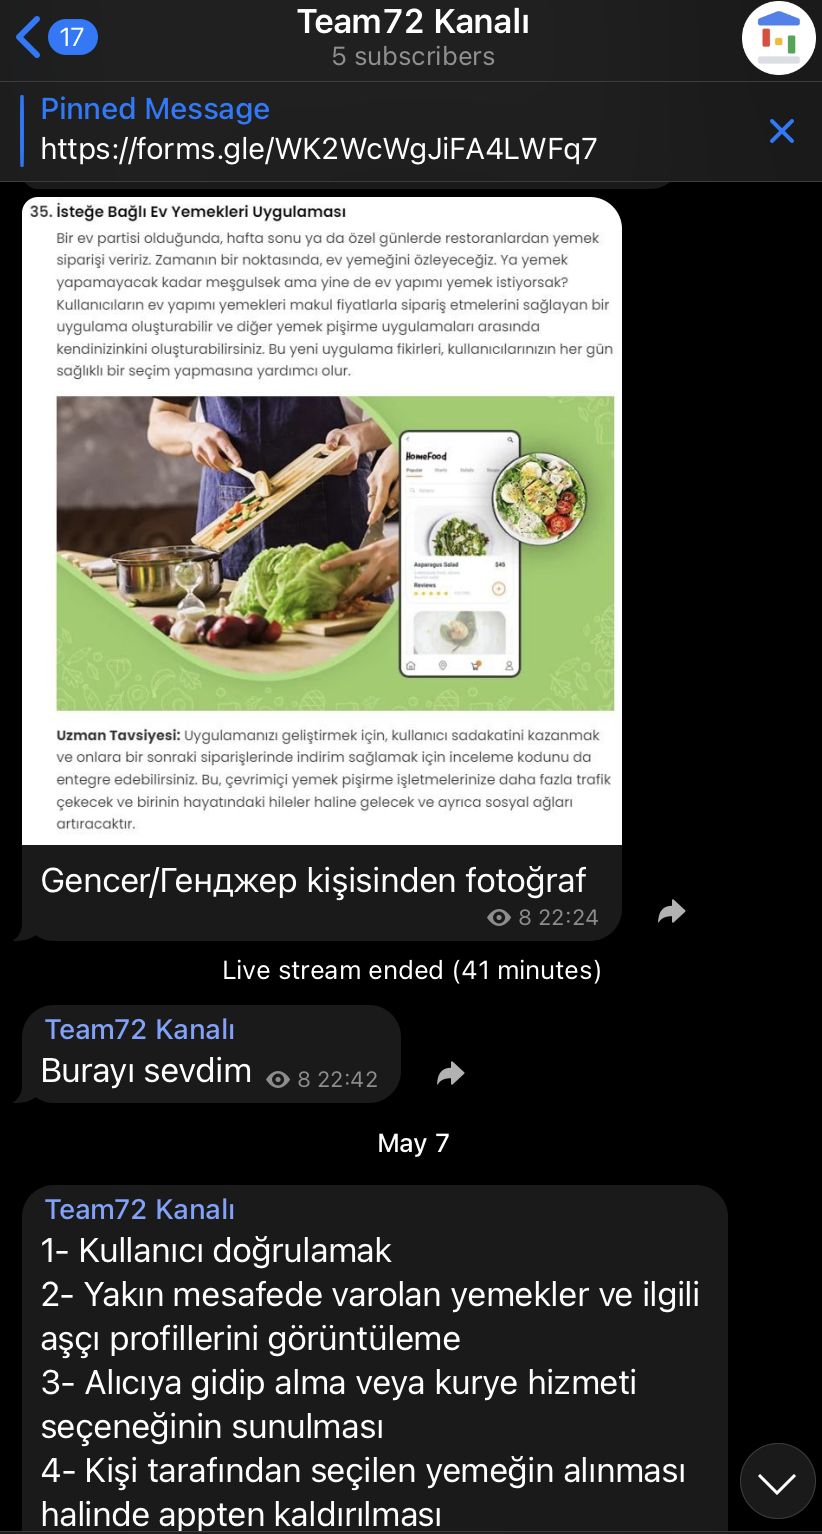 17
Team72 Kanalı
5 subscribers
Pinned Message
https://forms.gle/WK2WcWgJiFA4LWFq7
35. İsteğe Bağlı Ev Yemekleri Uygulaması
Bir ev partisi olduğunda, hafta sonu ya da özel günlerde restoranlardan yemek
siparişi veririz. Zamanın bir noktasında, ev yemeğini özleyeceğiz. Ya yemek
yapamayacak kadar meşgulsek ama yine de ev yapımı yemek istiyorsak?
Kullanıcıların ev yapımı yemekleri makul fiyatlarla sipariş etmelerini sağlayan bir
uygulama oluşturabilir ve diğer yemek pişirme uygulamaları arasında
kendinizinkini oluşturabilirsiniz. Bu yeni uygulama fikirleri, kullanıcılarınızın her gün
sağlıklı bir seçim yapmasına yardımcı olur.
HomeFood
Popular
Asparagus Salad $45
Reviews
Uzman Tavsiyesi: Uygulamanızı geliştirmek için, kullanıcı sadakatini kazanmak
ve onlara bir sonraki siparişlerinde indirim sağlamak için inceleme kodunu da
entegre edebilirsiniz. Bu, çevrimiçi yemek pişirme işletmelerinize daha fazla trafik
çekecek ve birinin hayatındaki hileler haline gelecek ve ayrıca sosyal ağları
artıracaktır.
Gencer/Генджер kişisinden fotoğraf
8 22:24
Live stream ended (41 minutes)
Team72 Kanalı
Burayı sevdim 8 22:42
May 7
Team72 Kanalı
1- Kullanıcı doğrulamak
2- Yakın mesafede varolan yemekler ve ilgili
aşçı profillerini görüntüleme
3- Alıcıya gidip alma veya kurye hizmeti
seçeneğinin sunulması
4- Kişi tarafından seçilen yemeğin alınması
halinde appten kaldırılması